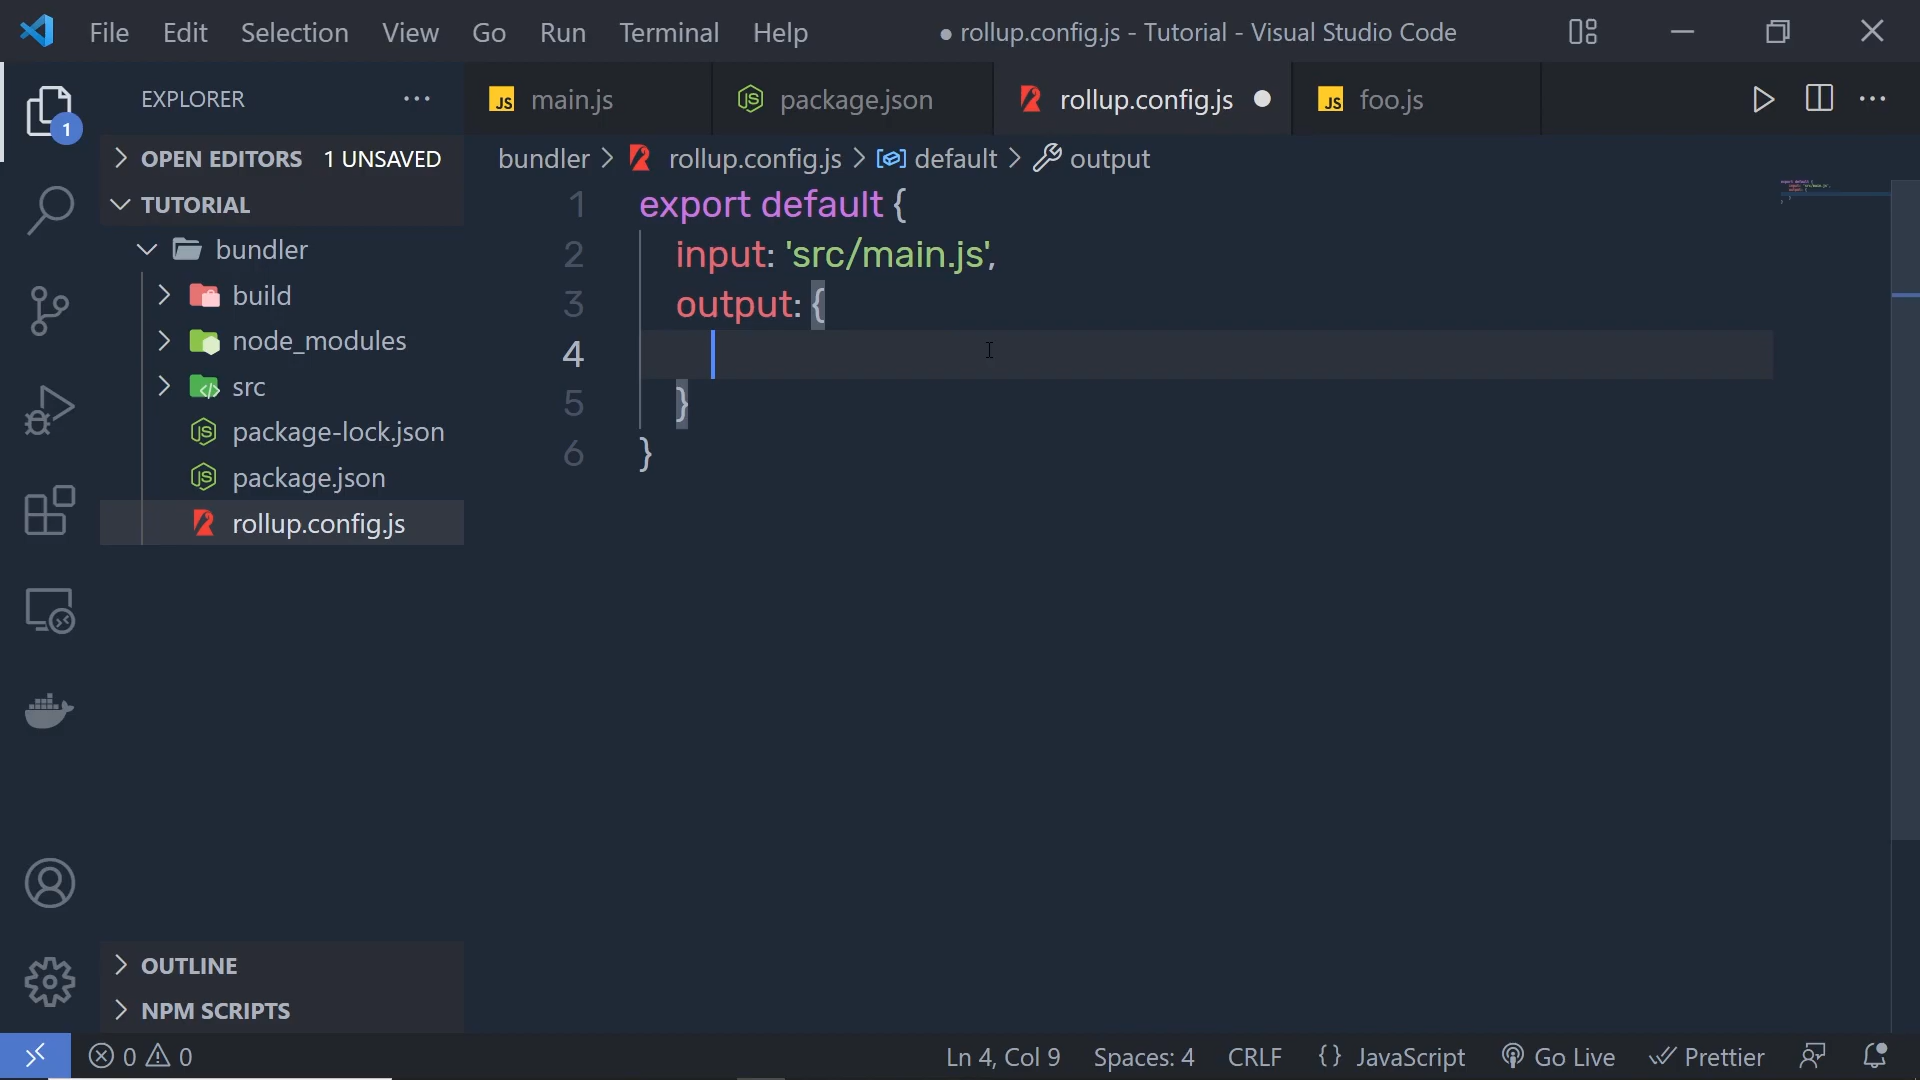 File Edit Selection View Go Run Terminal Help ● rollup.config.js - Tutorial - Visual Studio Code
EXPLORER ··· JS main.js JS package.json rollup.config.js ● JS foo.js ···
1
OPEN EDITORS 1 UNSAVED
bundler > rollup.config.js > default > output
TUTORIAL
bundler
build
node_modules
src
package-lock.json
package.json
rollup.config.js
1 export default {
2 input: 'src/main.js',
3 output: {
4
5 }
6 }
OUTLINE
NPM SCRIPTS
0 0 Ln 4, Col 9 Spaces: 4 CRLF {} JavaScript Go Live Prettier